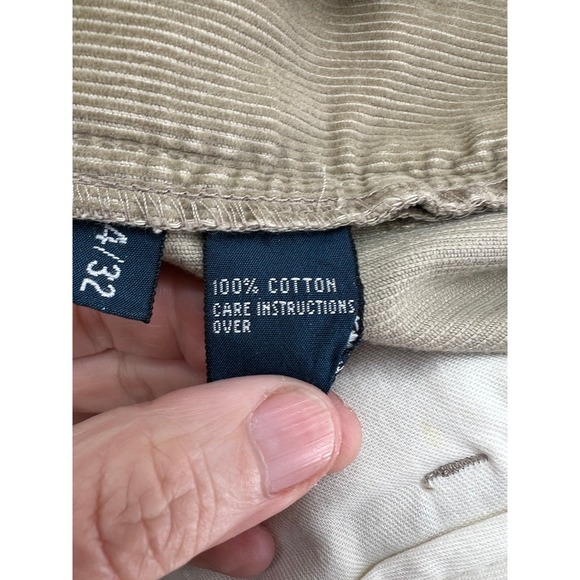 4/32
100% COTTON
CARE INSTRUCTIONS
OVER